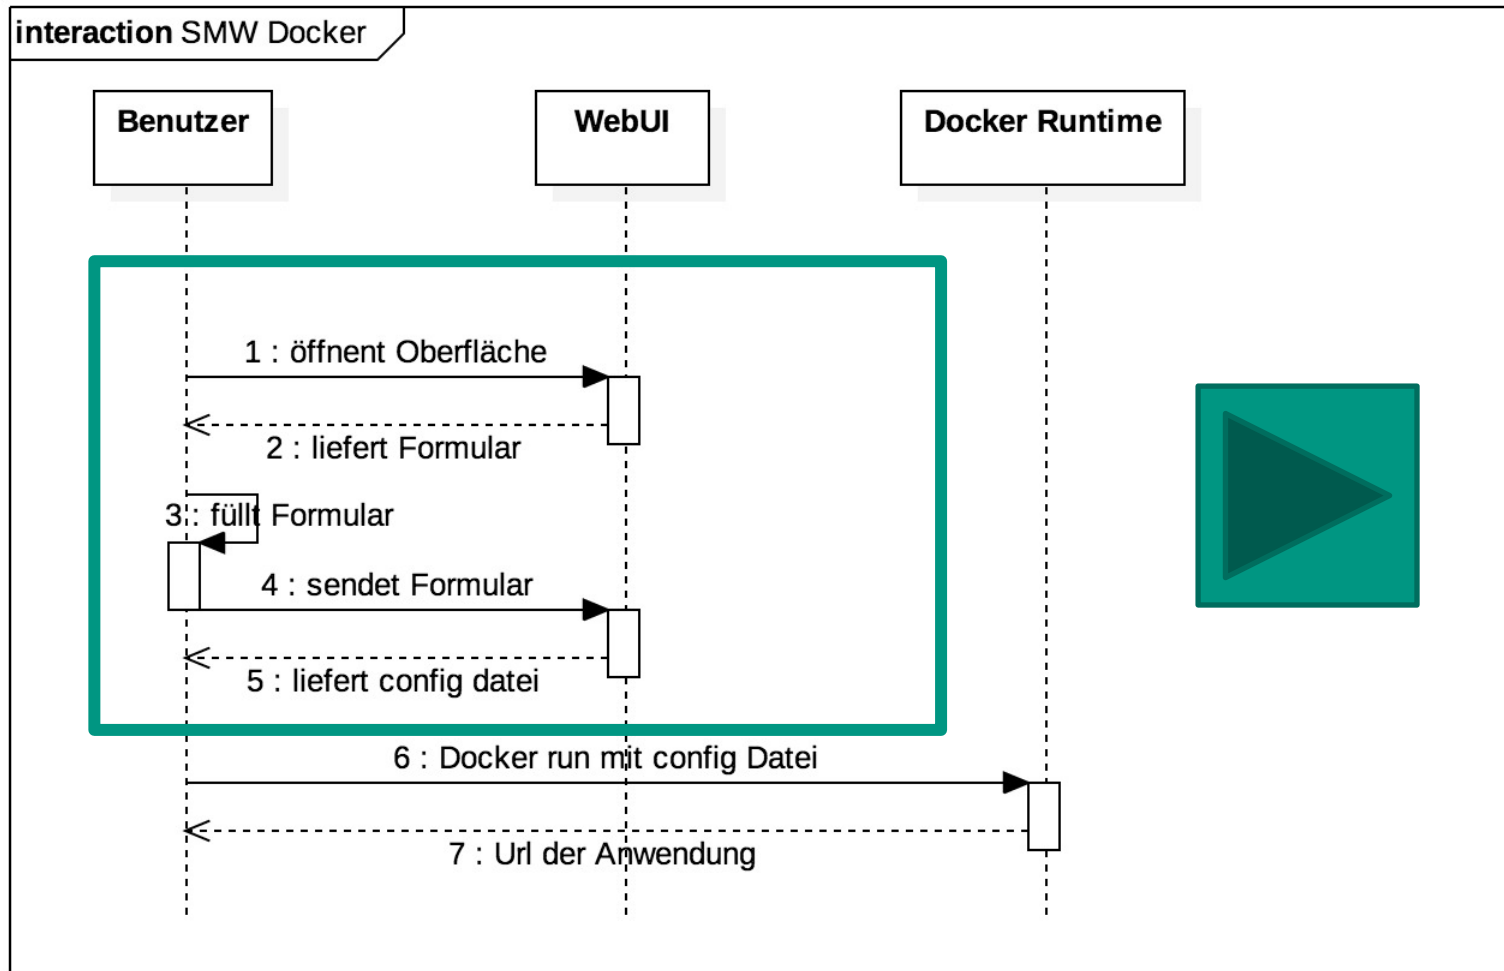 interaction SMW Docker
Benutzer
WebUI
Docker Runtime
1 : öffnent Oberfläche
2 : liefert Formular
3 : füllt Formular
4 : sendet Formular
5 : liefert config datei
6 : Docker run mit config Datei
7 : Url der Anwendung